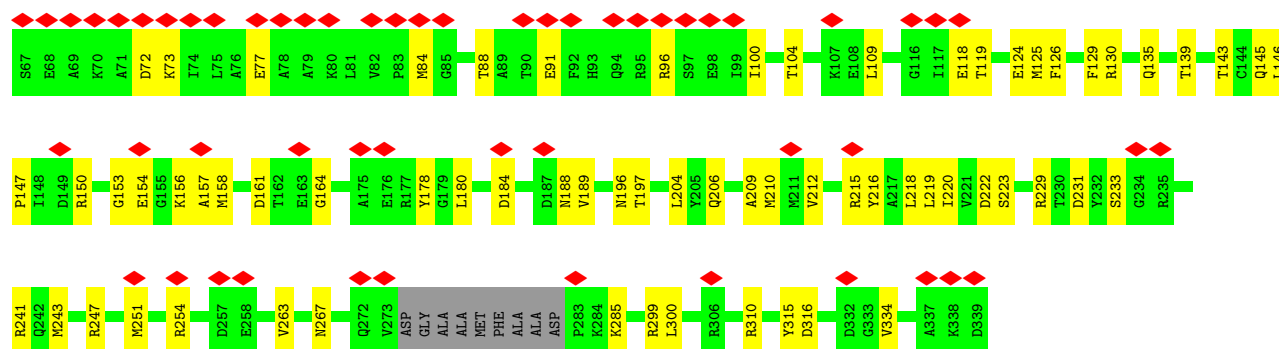 S67 E68 A69 K70 A71 D72 K73 I74 L75 A76 E77 A78 A79 K80 L81 V82 P83 M84 G85 T88 A89 T90 E91 F92 H93 Q94 R95 R96 S97 E98 I99 I100 T104 K107 E108 L109 G116 I117 E118 T119 E124 M125 F126 F129 R130 Q135 T139 T143 C144 Q145 L146
P147 I148 D149 R150 G153 E154 G155 K156 A157 M158 D161 T162 E163 G164 A175 E176 R177 Y178 G179 L180 D184 D187 N188 V189 N196 T197 L204 Y205 Q206 A209 M210 M211 V212 R215 Y216 A217 L218 L219 I220 V221 D222 S223 R229 T230 D231 Y232 S233 G234 R235
R241 Q242 M243 R247 M251 R254 D257 E258 V263 N267 Q272 V273 ASP GLY ALA ALA MET PHE ALA ALA ASP P283 K284 K285 R299 L300 R306 R310 Y315 D316 D332 G333 V334 A337 K338 D339